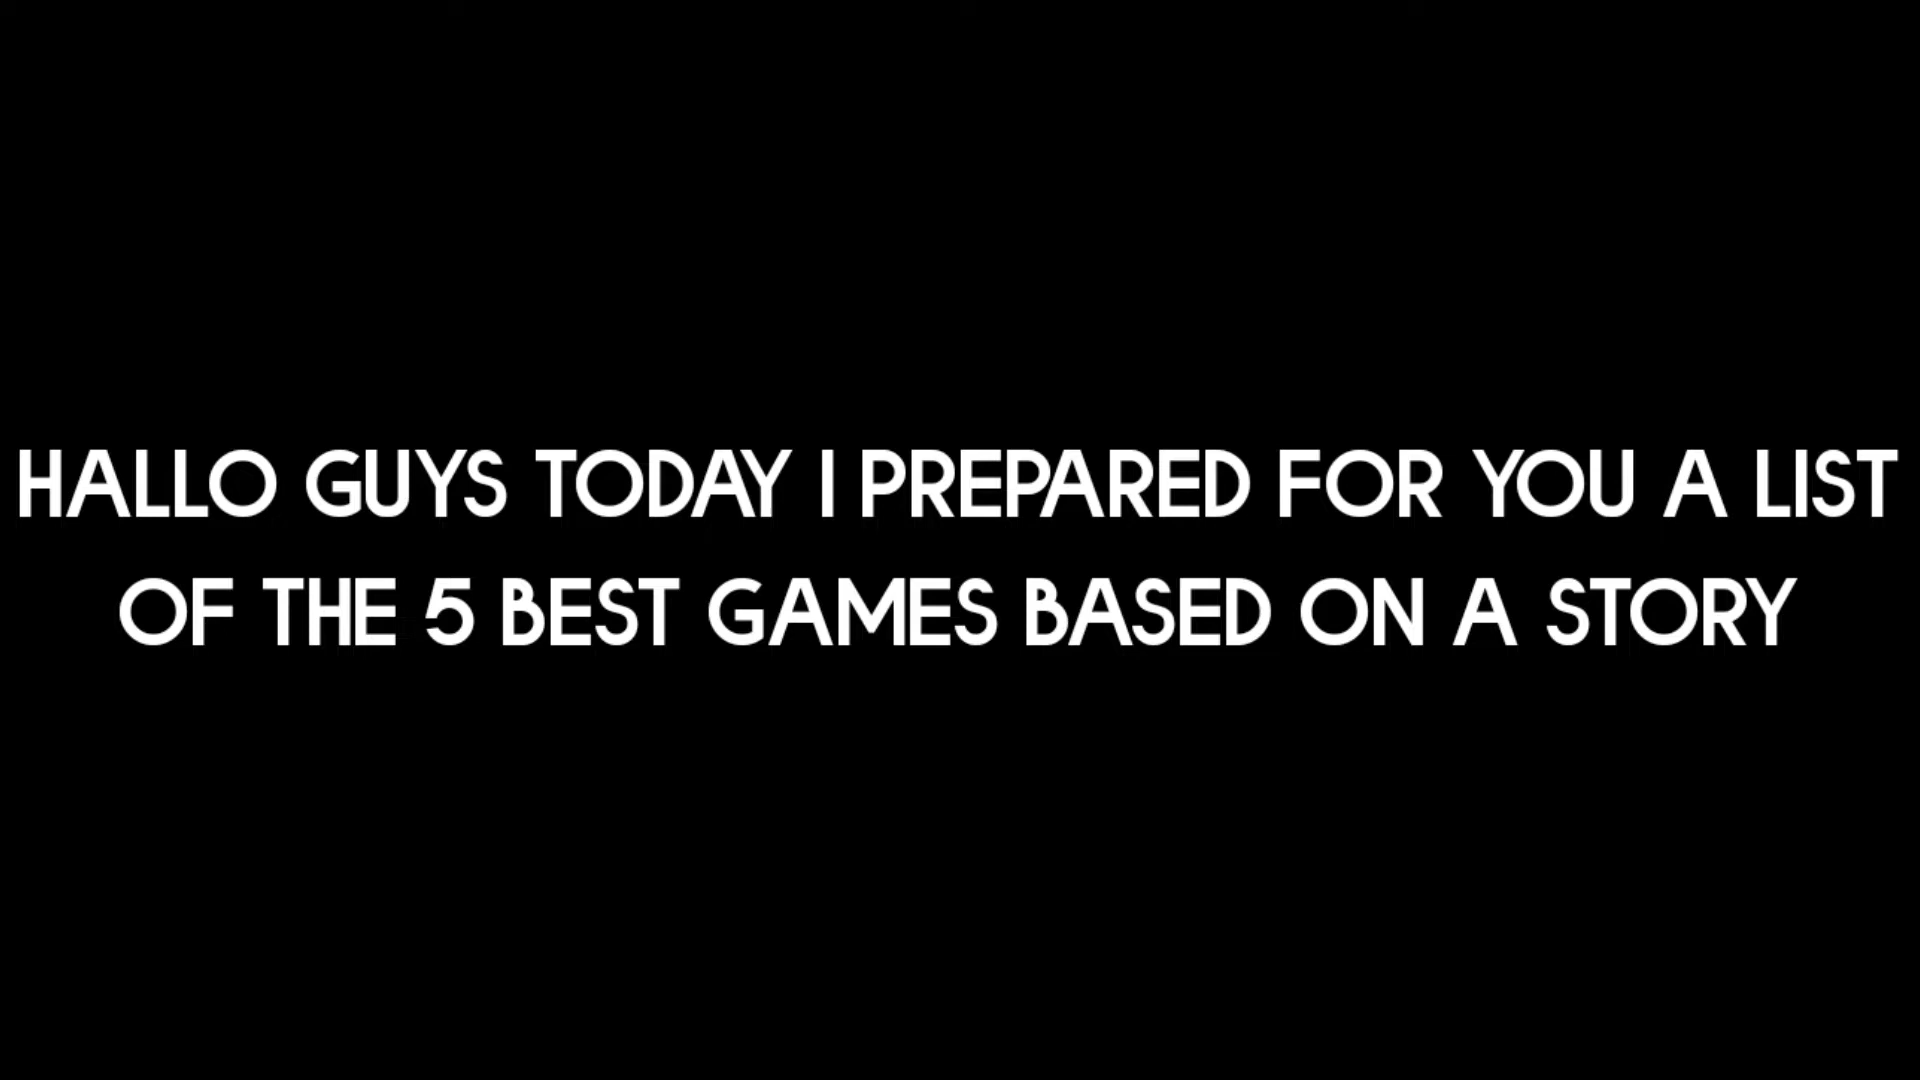 HALLO GUYS TODAY I PREPARED FOR YOU A LIST
OF THE 5 BEST GAMES BASED ON A STORY